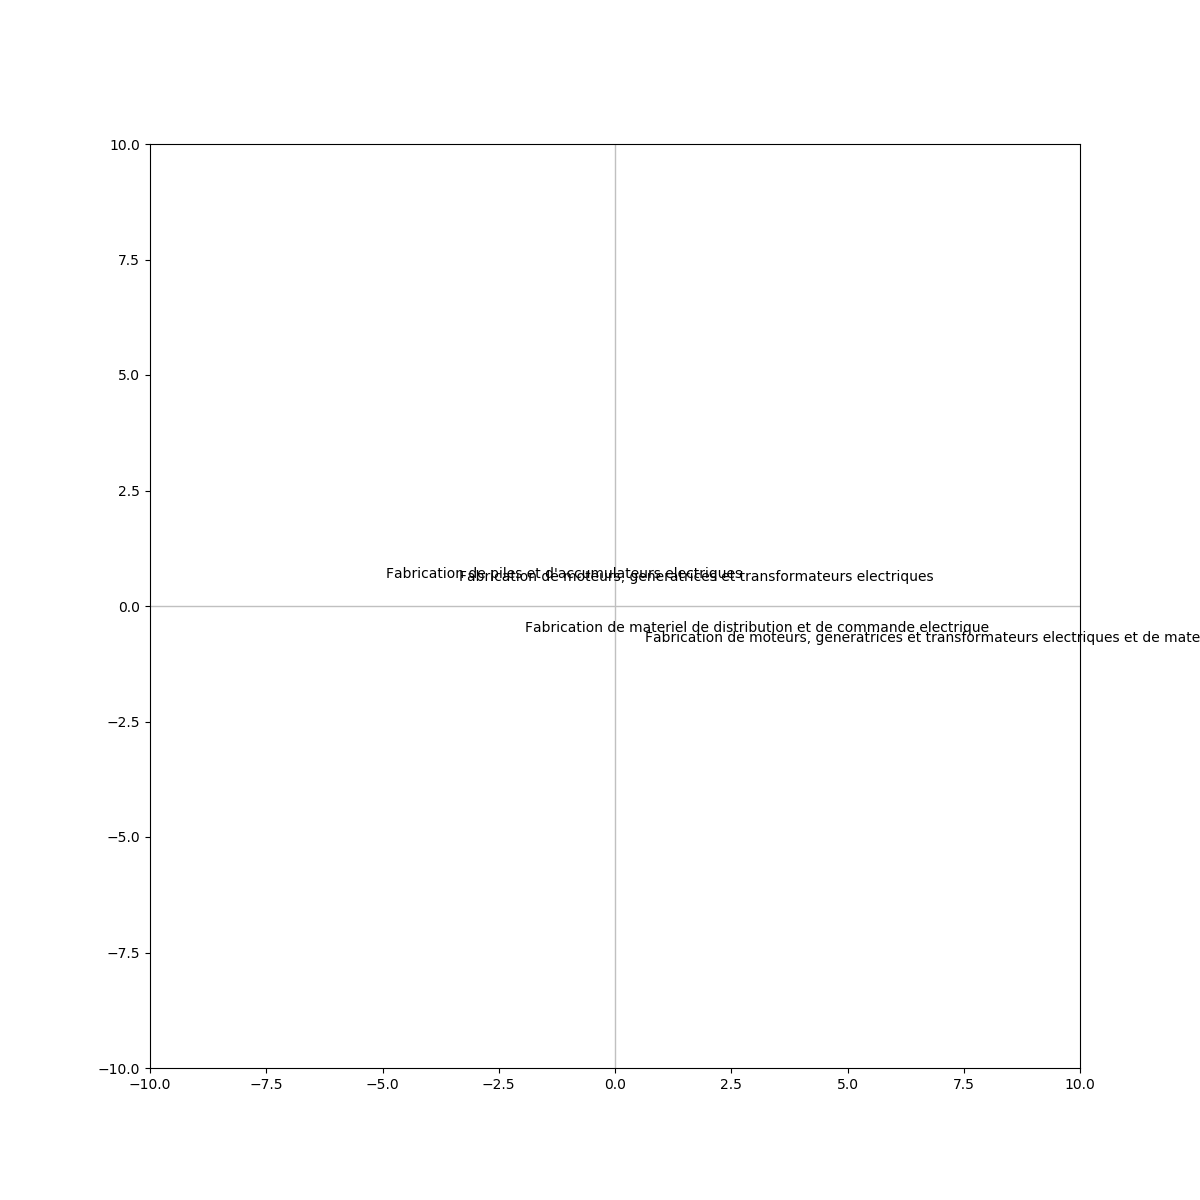 10.0
7.5
5.0
2.5
Fabrication de piles et d'accumulateurs electriques
Fabrication de moteurs, generatrices et transformateurs electriques
0.0
Fabrication de materiel de distribution et de commande electrique
Fabrication de moteurs, generatrices et transformateurs electriques et de mate
−2.5
−5.0
−7.5
−10.0
−10.0 −7.5 −5.0 −2.5 0.0 2.5 5.0 7.5 10.0